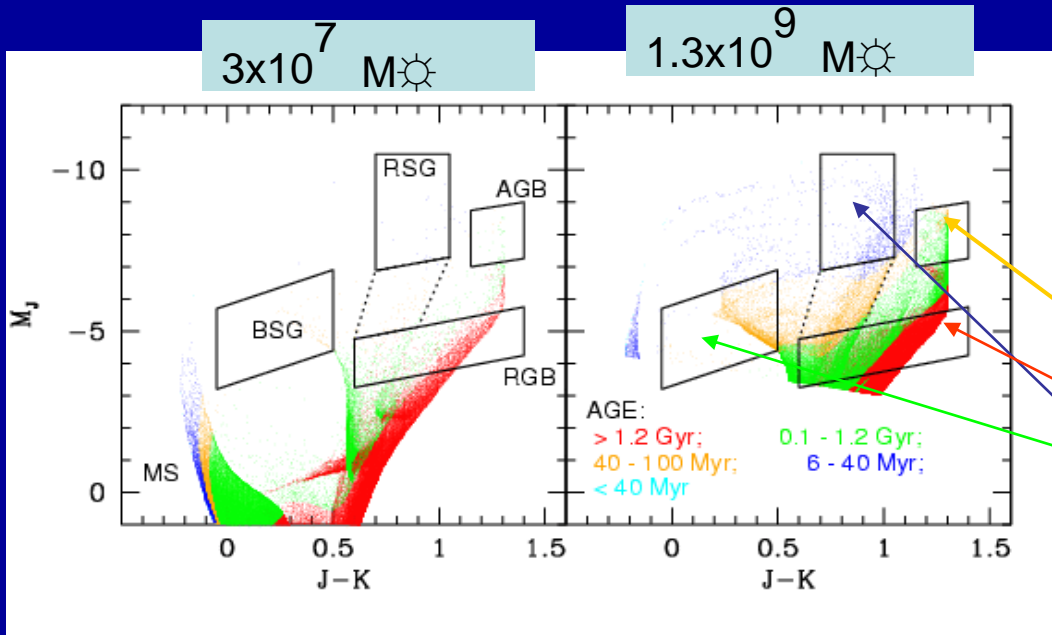 3x10^7 M☼
1.3x10^9 M☼
RSG
AGB
BSG
RGB
MS
-10
-5
0
M_J
AGE:
> 1.2 Gyr; 0.1 - 1.2 Gyr;
40 - 100 Myr; 6 - 40 Myr;
< 40 Myr
0 0.5 1 1.5 0 0.5 1 1.5
J-K J-K